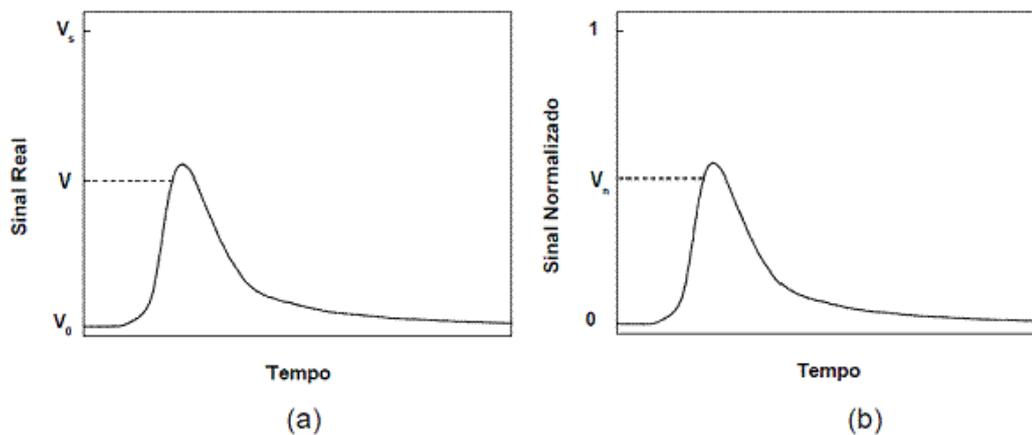 Vs
Sinal Real
V
V0
Tempo
(a)
1
Sinal Normalizado
Vn
0
Tempo
(b)